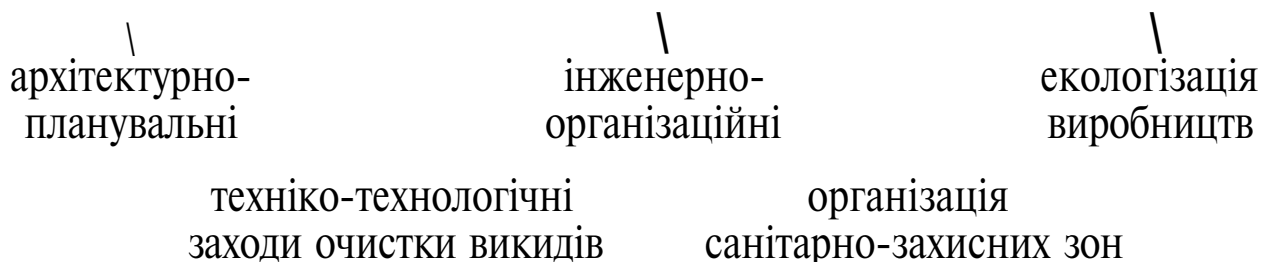 архітектурно- інженерно- екологізація
планувальні організаційні виробництв
техніко-технологічні організація
заходи очистки викидів санітарно-захисних зон